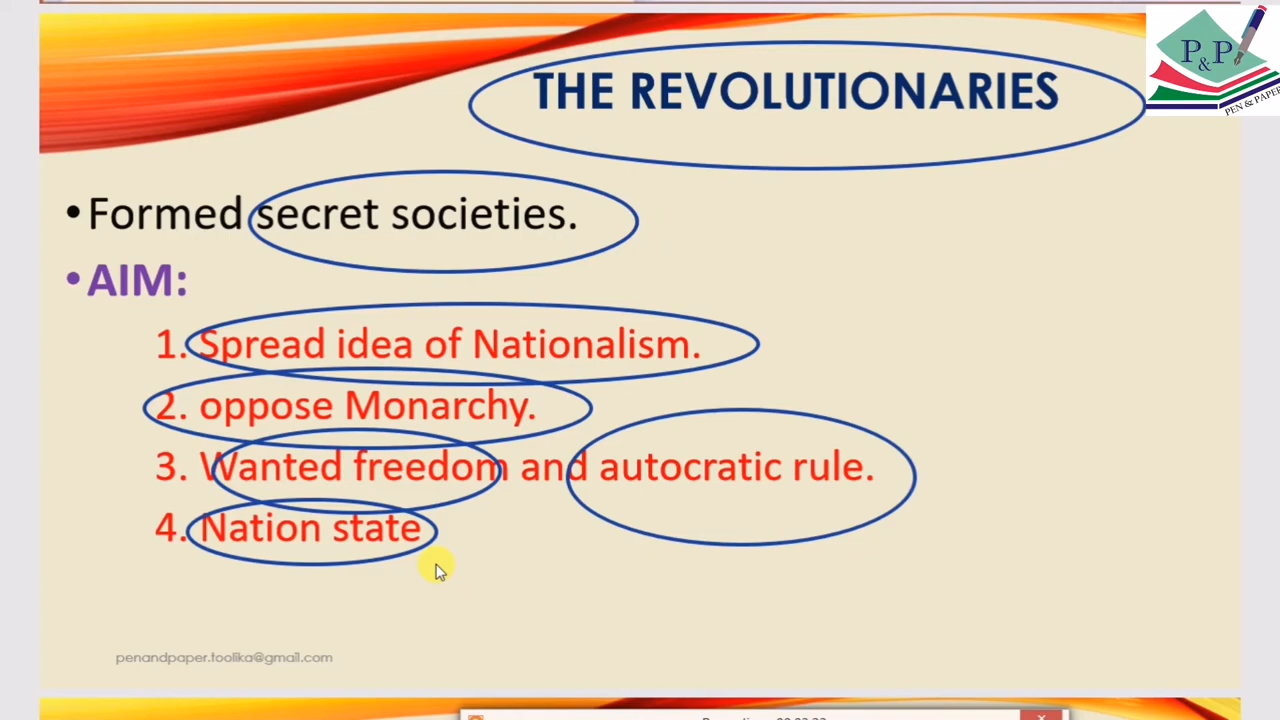 THE REVOLUTIONARIES
P&P
PEN & PAPER
•Formed secret societies.
•AIM:
1. Spread idea of Nationalism.
2. oppose Monarchy.
3. Wanted freedom and autocratic rule.
4. Nation state
penandpaper.toolika@gmail.com